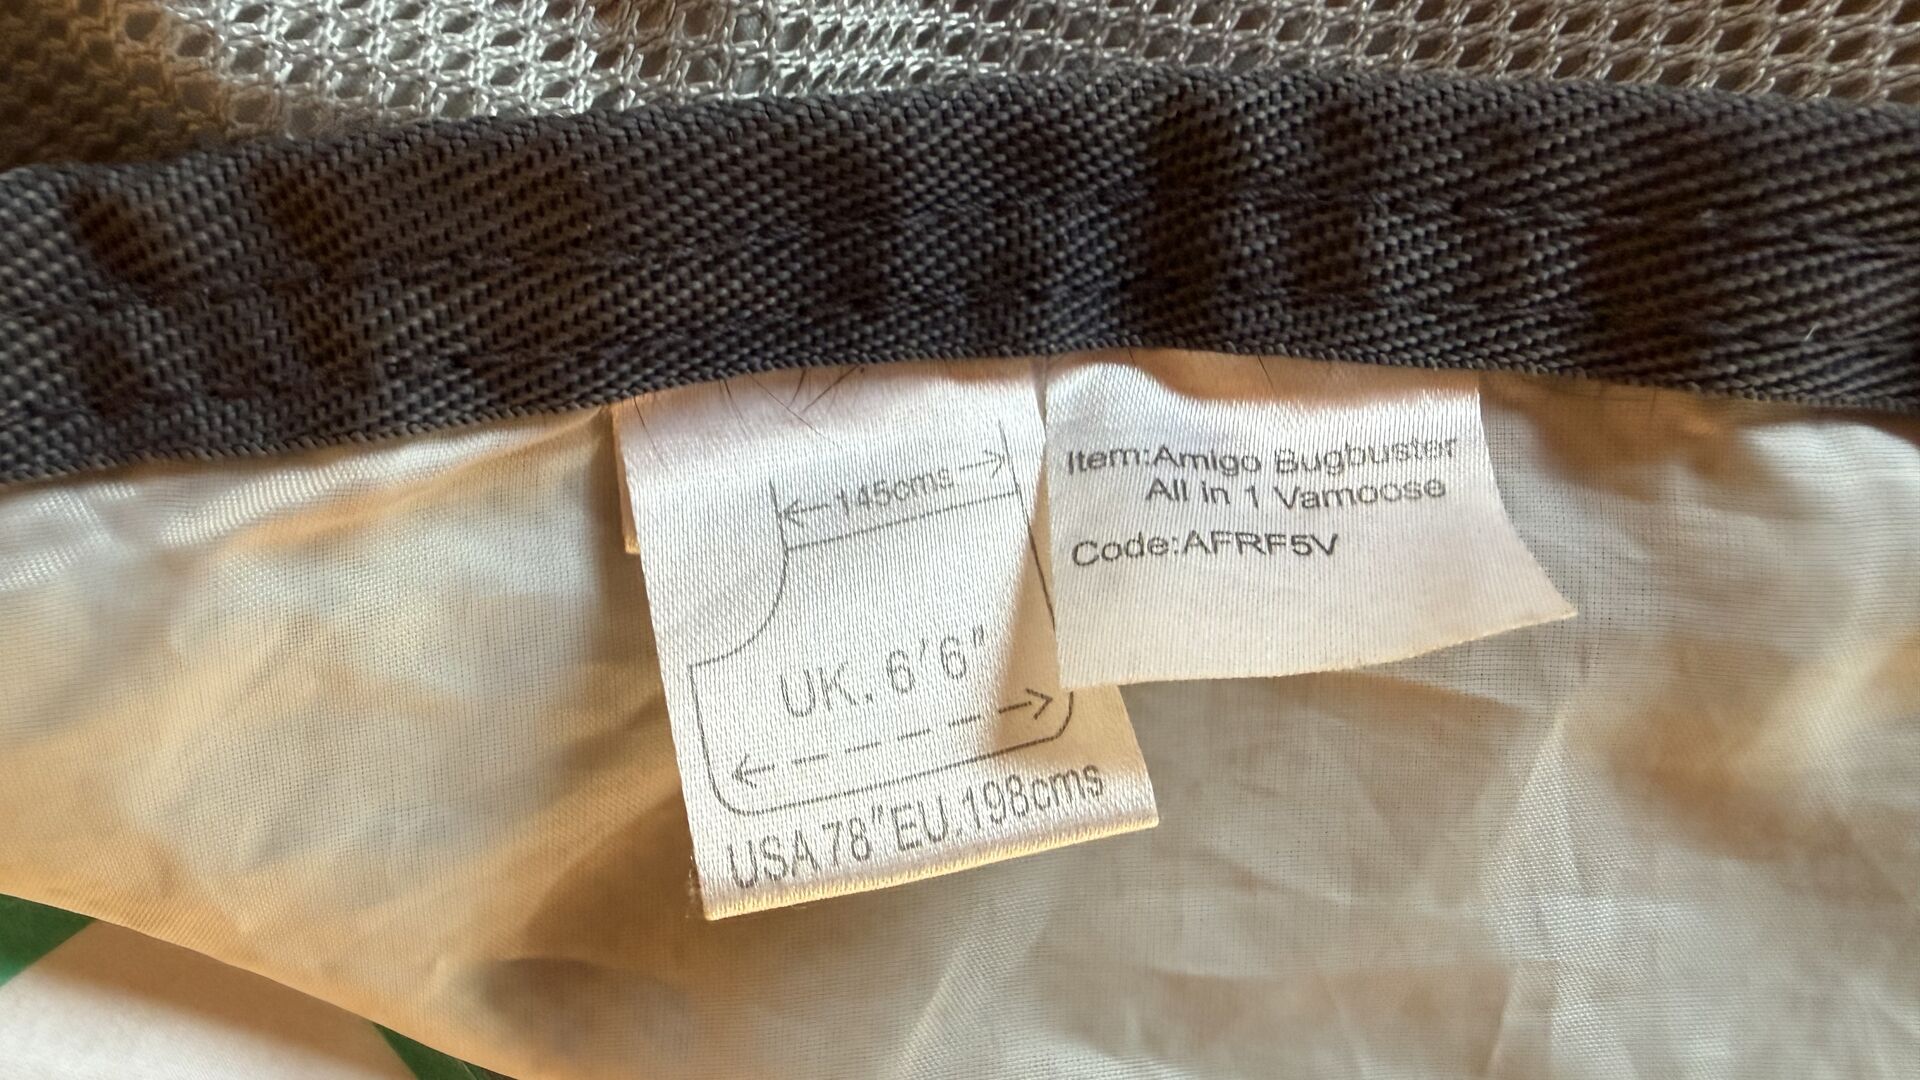 145cms
UK. 6'6"
USA 78"EU.198cms
Item:Amigo Bugbuster
All in 1 Vamoose
Code:AFRF5V